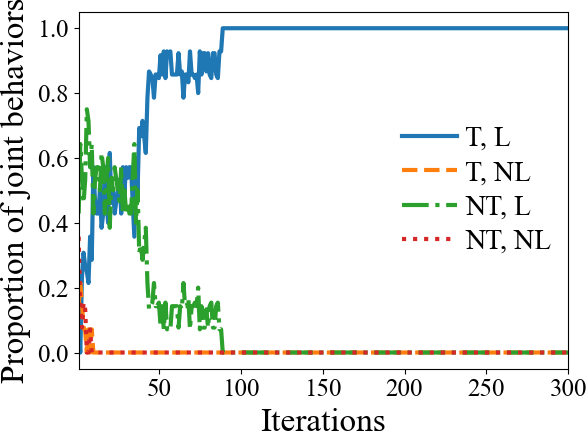 Proportion of joint behaviors
1.0
0.8
0.6
0.4
0.2
0.0
T, L
T, NL
NT, L
NT, NL
50 100 150 200 250 300
Iterations